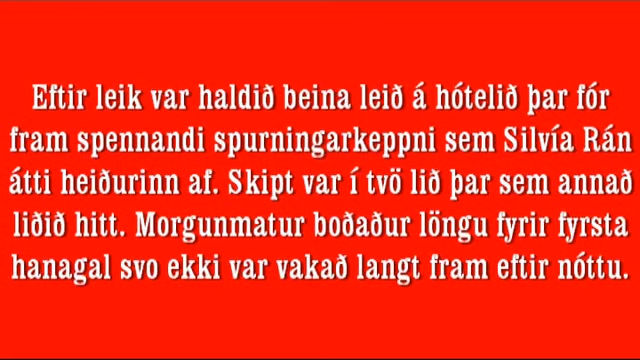 Eftir leik var haldið beina leið á hótelið þar fór
fram spennandi spurningarkeppni sem Silvía Rán
átti heiðurinn af. Skipt var í tvö lið þar sem annað
liðið hitt. Morgunmatur boðaður löngu fyrir fyrsta
hanagal svo ekki var vakað langt fram eftir nóttu.